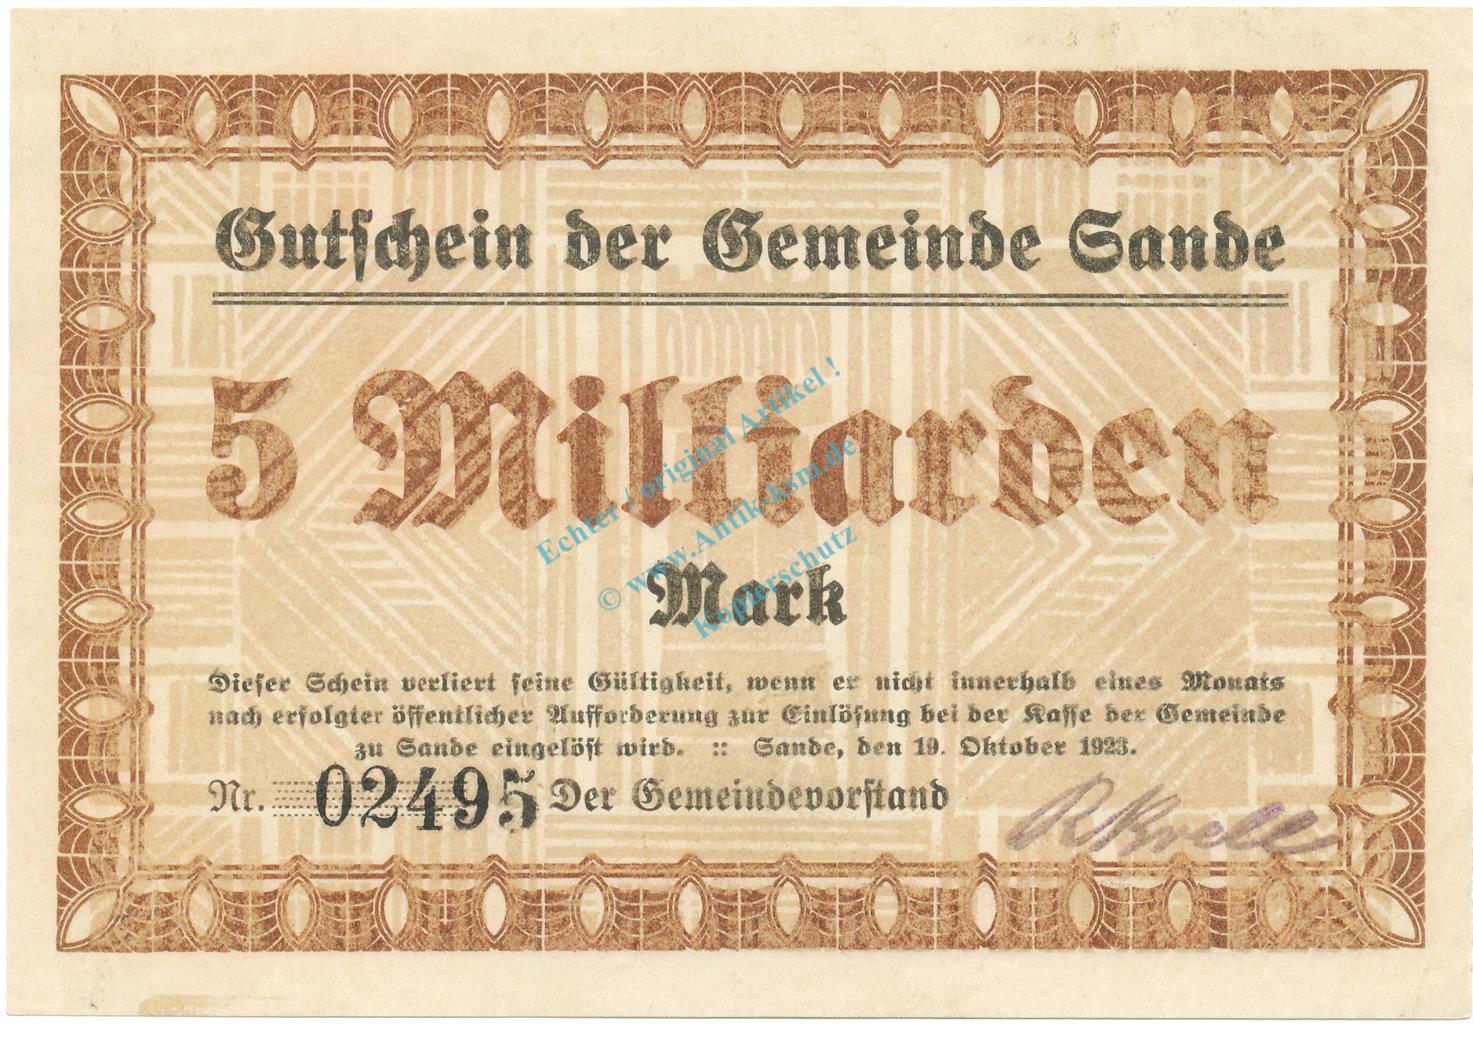 Gutschein der Gemeinde Sande
5 Milliarden
Mark
Echter / original Artikel !
© www.Antik-ksm.de
Kopierschutz
Dieser Schein verliert seine Gültigkeit, wenn er nicht innerhalb eines Monats
nach erfolgter öffentlicher Aufforderung zur Einlösung bei der Kasse der Gemeinde
zu Sande eingelöst wird. :: Sande, den 19. Oktober 1923.
Nr. 02495 Der Gemeindevorstand